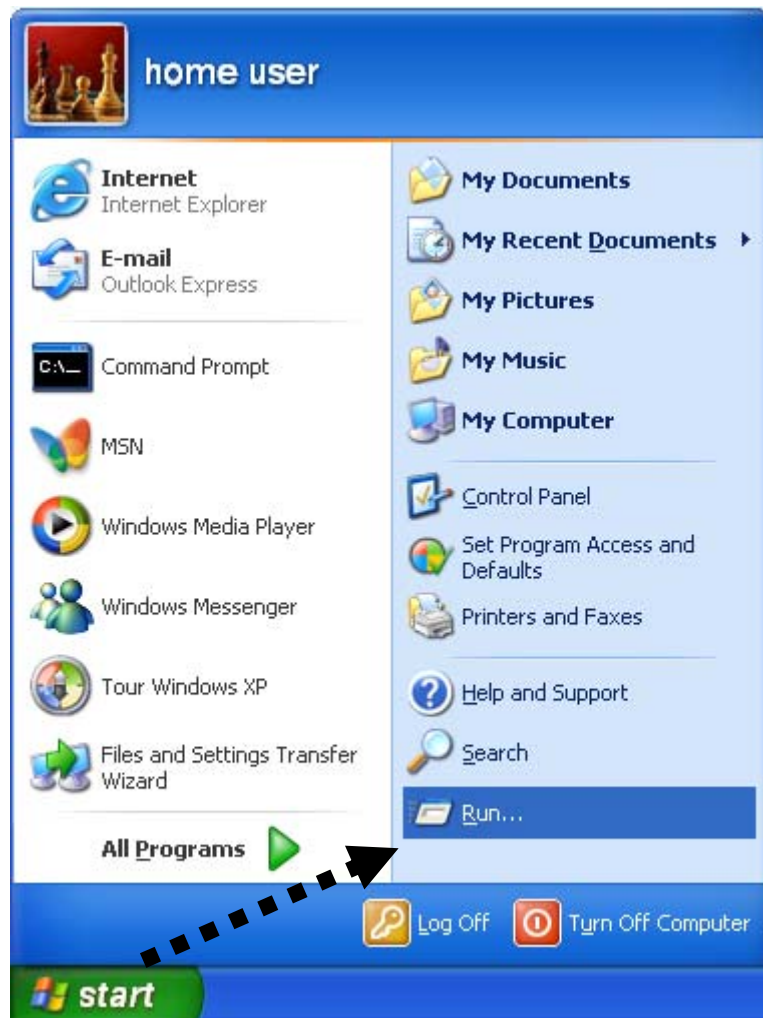 home user
Internet
Internet Explorer
E-mail
Outlook Express
C:\_
Command Prompt
MSN
Windows Media Player
Windows Messenger
Tour Windows XP
Files and Settings Transfer
Wizard
All Programs
My Documents
My Recent Documents
My Pictures
My Music
My Computer
Control Panel
Set Program Access and
Defaults
Printers and Faxes
Help and Support
Search
Run...
Log Off
Turn Off Computer
start